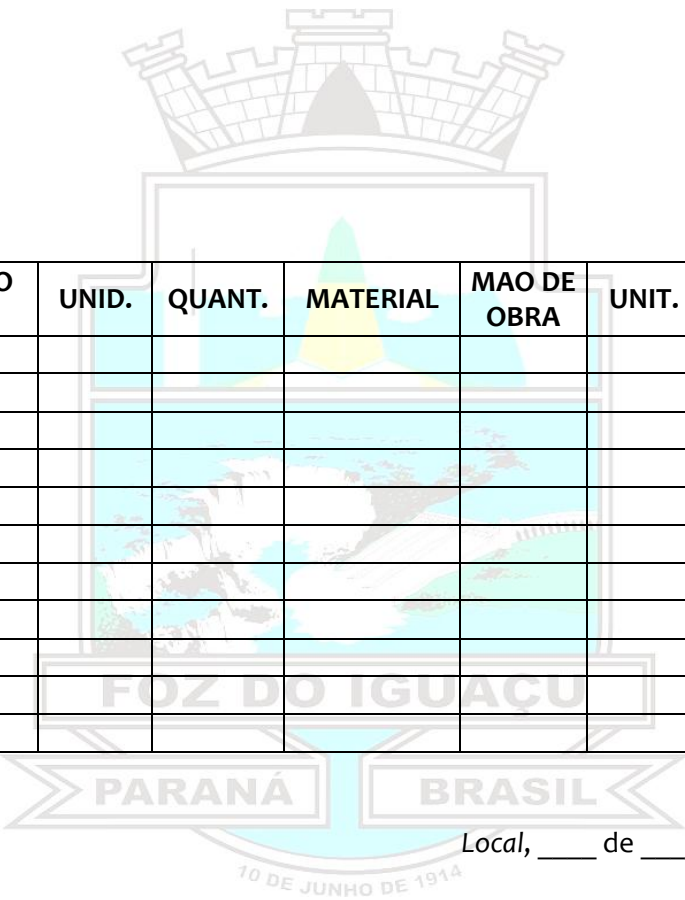 O UNID. QUANT. MATERIAL MAO DE OBRA UNIT.
FOZ DO IGUAÇU
PARANÁ BRASIL
Local, ____ de ___
10 DE JUNHO DE 1914